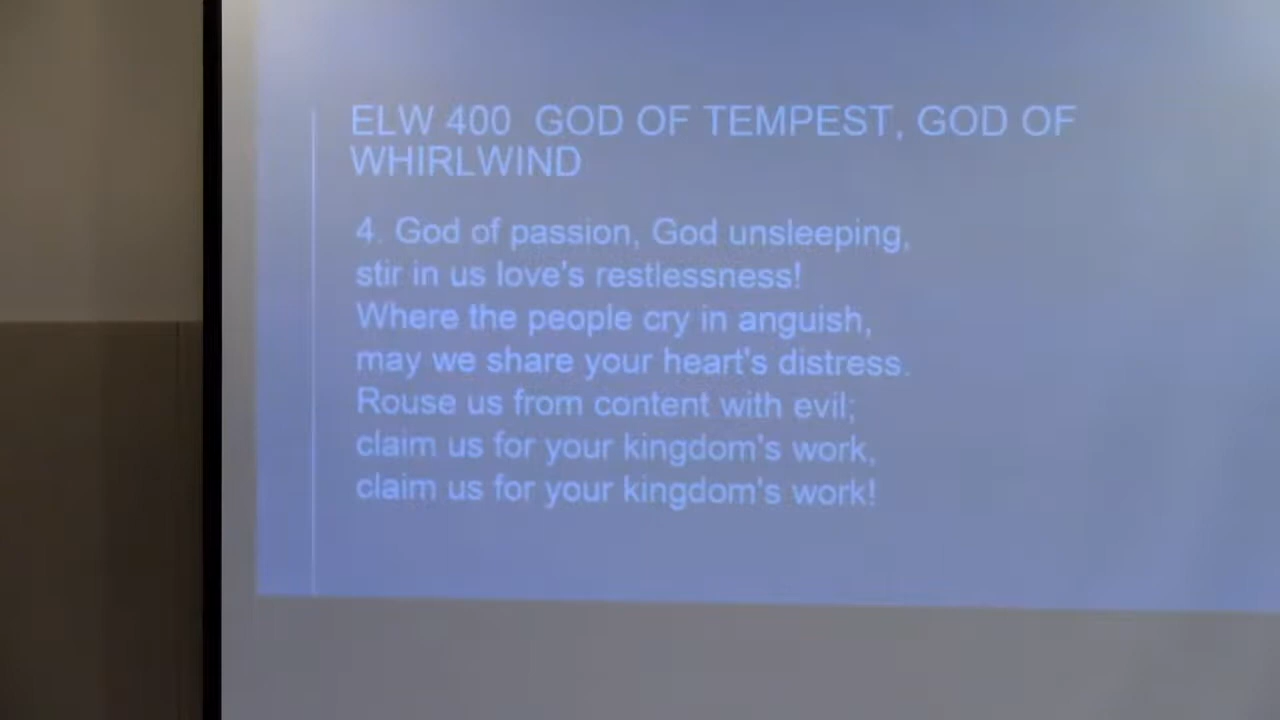 ELW 400 GOD OF TEMPEST, GOD OF
WHIRLWIND
4. God of passion, God unsleeping,
stir in us love's restlessness!
Where the people cry in anguish,
may we share your heart's distress.
Rouse us from content with evil;
claim us for your kingdom's work,
claim us for your kingdom's work!